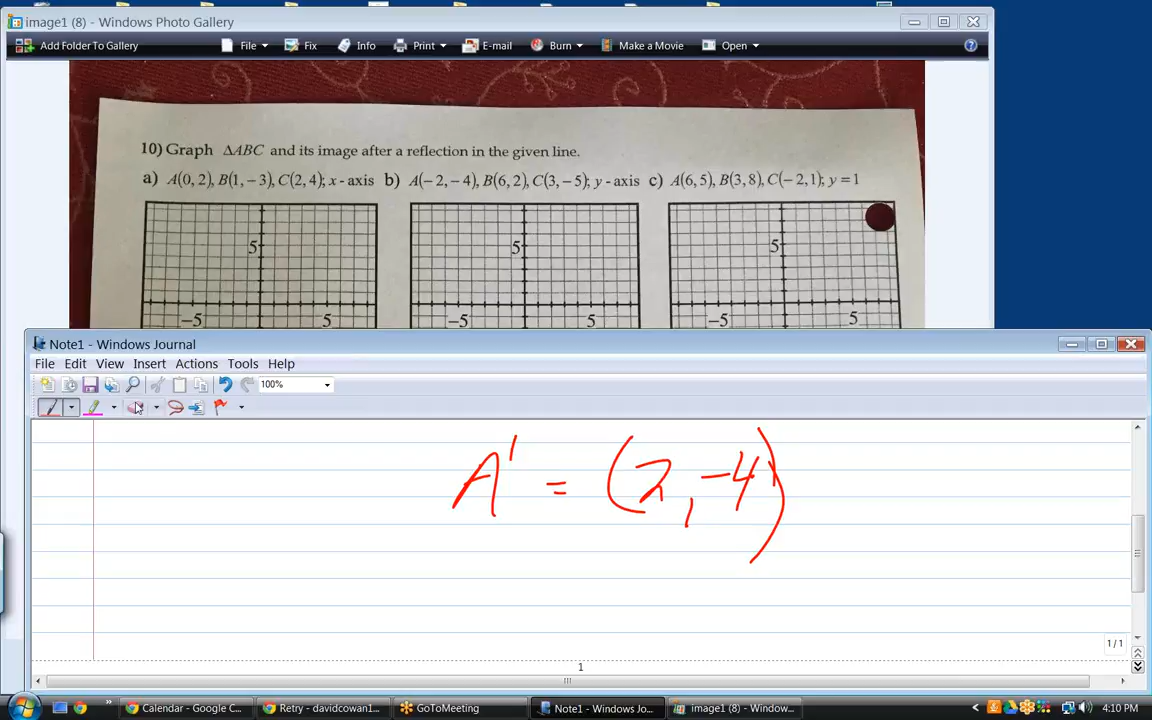 image1 (8) - Windows Photo Gallery
Add Folder To Gallery File Fix Info Print E-mail Burn Make a Movie Open
10) Graph ΔABC and its image after a reflection in the given line.
a) A(0, 2), B(1, −3), C(2, 4); x - axis b) A(−2, −4), B(6, 2), C(3, −5); y - axis c) A(6, 5), B(3, 8), C(−2, 1); y = 1
5 5 5
−5 5 −5 5 −5 5
Note1 - Windows Journal
File Edit View Insert Actions Tools Help
100%
A' = (2, -4)
1 / 1
1
Calendar - Google C... Retry - davidcowan1... GoToMeeting Note1 - Windows Jo... image1 (8) - Window... 4:10 PM